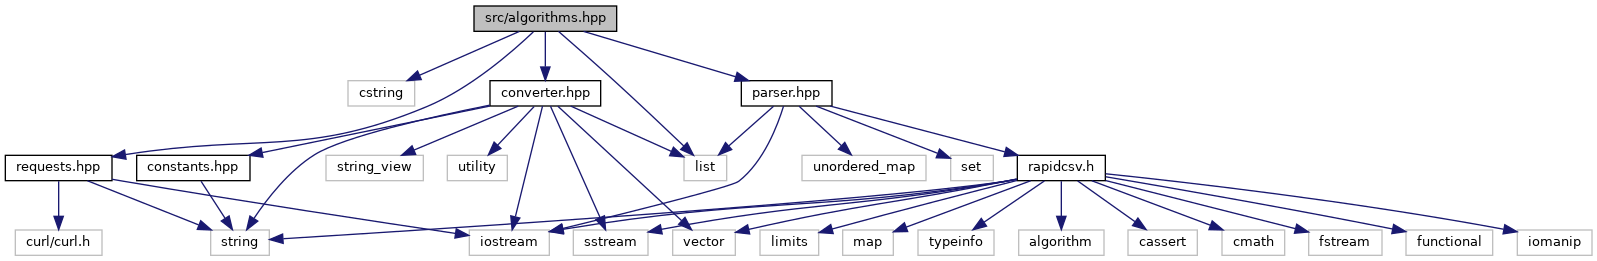 src/algorithms.hpp
cstring
converter.hpp
parser.hpp
requests.hpp
constants.hpp
string_view
utility
list
unordered_map
set
rapidcsv.h
curl/curl.h
string
iostream
sstream
vector
limits
map
typeinfo
algorithm
cassert
cmath
fstream
functional
iomanip